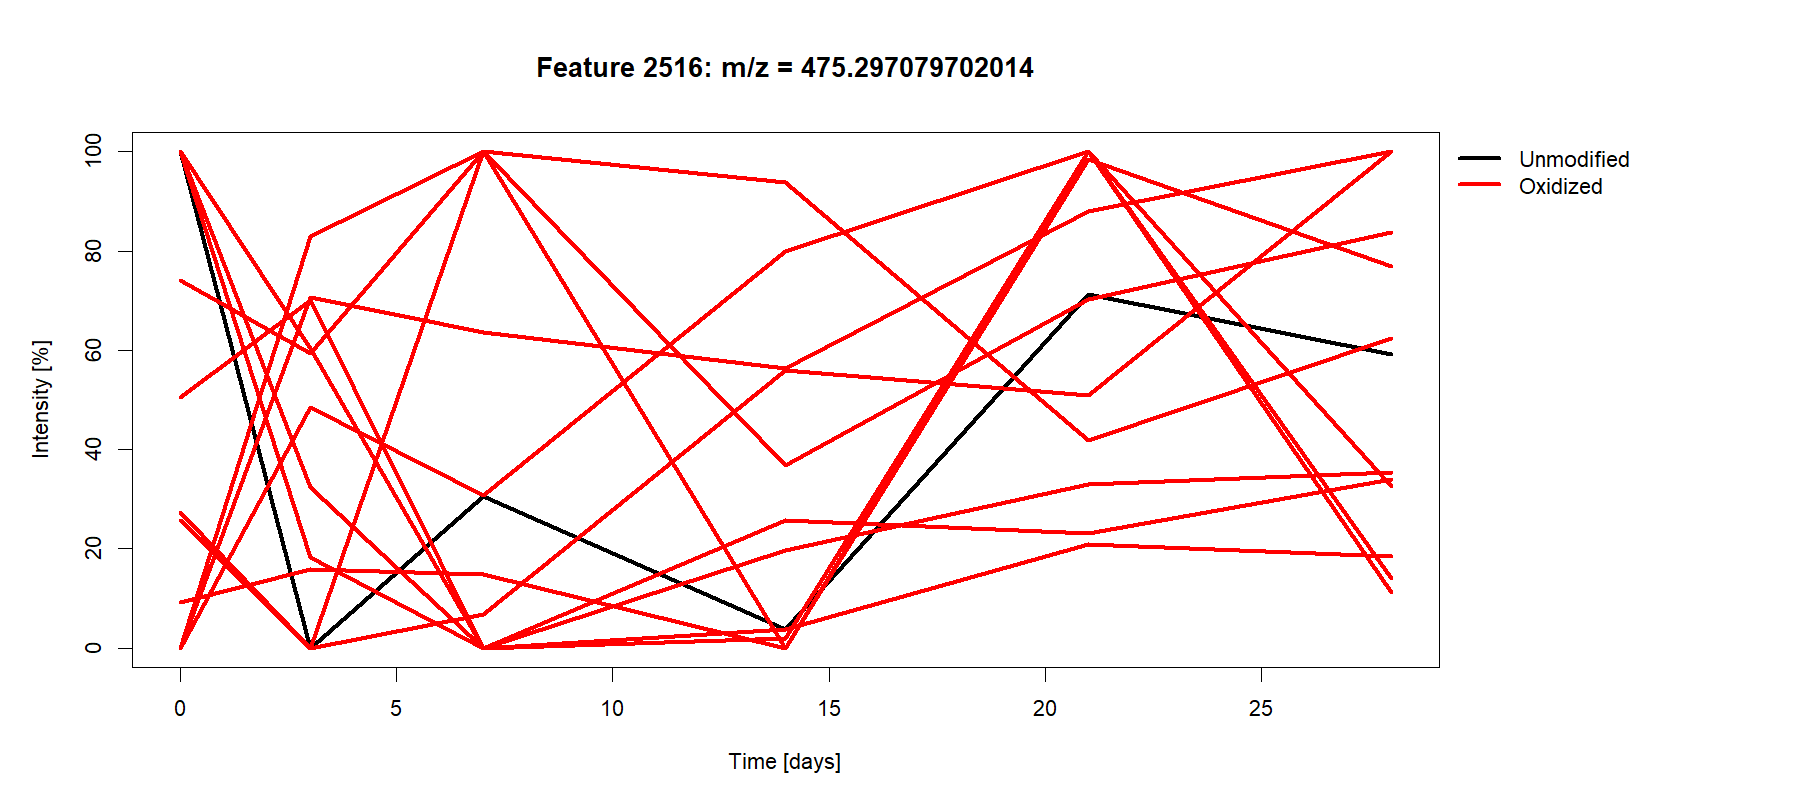 Feature 2516: m/z = 475.297079702014
Unmodified
Oxidized
Intensity [%]
100
80
60
40
20
0
0 5 10 15 20 25
Time [days]